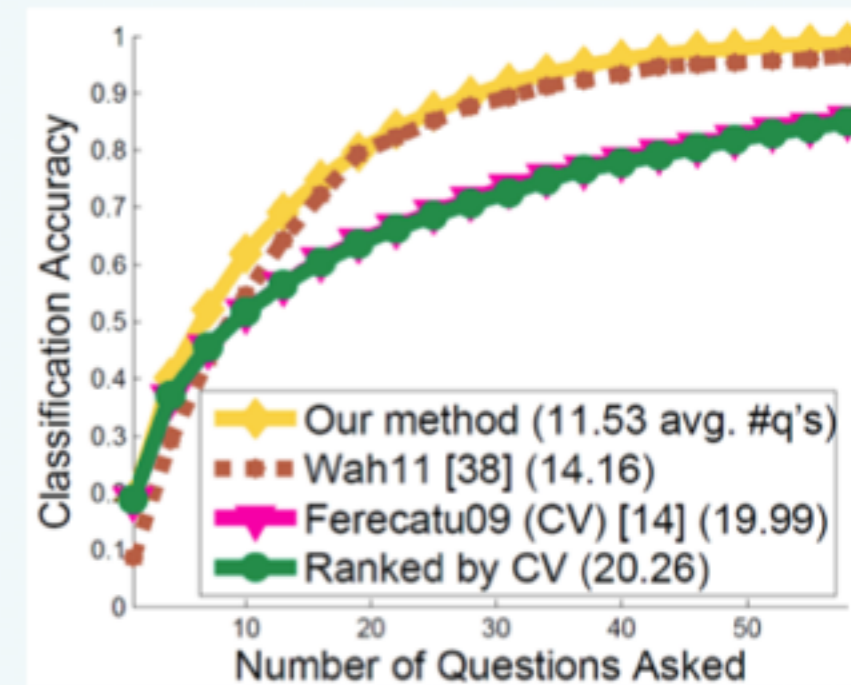 1
0.9
0.8
0.7
0.6
0.5
0.4
0.3
0.2
0.1
0
Classification Accuracy
Our method (11.53 avg. #q's)
Wah11 [38] (14.16)
Ferecatu09 (CV) [14] (19.99)
Ranked by CV (20.26)
10 20 30 40 50
Number of Questions Asked